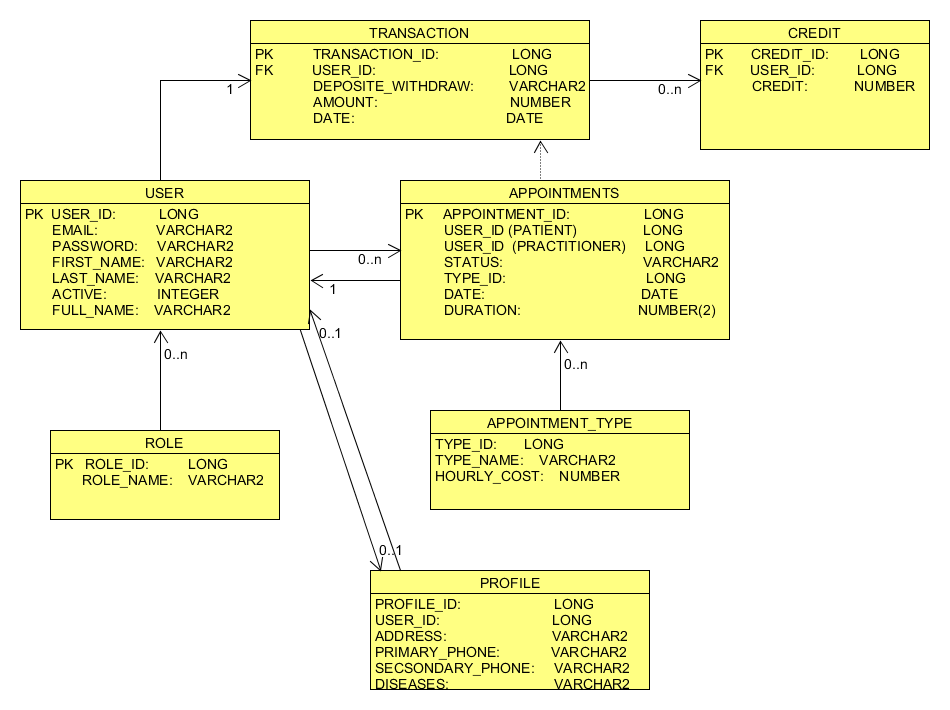 TRANSACTION
PK TRANSACTION_ID: LONG
FK USER_ID: LONG
DEPOSITE_WITHDRAW: VARCHAR2
AMOUNT: NUMBER
DATE: DATE
CREDIT
PK CREDIT_ID: LONG
FK USER_ID: LONG
CREDIT: NUMBER
1
0..n
USER
PK USER_ID: LONG
EMAIL: VARCHAR2
PASSWORD: VARCHAR2
FIRST_NAME: VARCHAR2
LAST_NAME: VARCHAR2
ACTIVE: INTEGER
FULL_NAME: VARCHAR2
0..n
1
APPOINTMENTS
PK APPOINTMENT_ID: LONG
USER_ID (PATIENT) LONG
USER_ID (PRACTITIONER) LONG
STATUS: VARCHAR2
TYPE_ID: LONG
DATE: DATE
DURATION: NUMBER(2)
0..1
0..n
0..n
ROLE
PK ROLE_ID: LONG
ROLE_NAME: VARCHAR2
APPOINTMENT_TYPE
TYPE_ID: LONG
TYPE_NAME: VARCHAR2
HOURLY_COST: NUMBER
0..1
PROFILE
PROFILE_ID: LONG
USER_ID: LONG
ADDRESS: VARCHAR2
PRIMARY_PHONE: VARCHAR2
SECSONDARY_PHONE: VARCHAR2
DISEASES: VARCHAR2